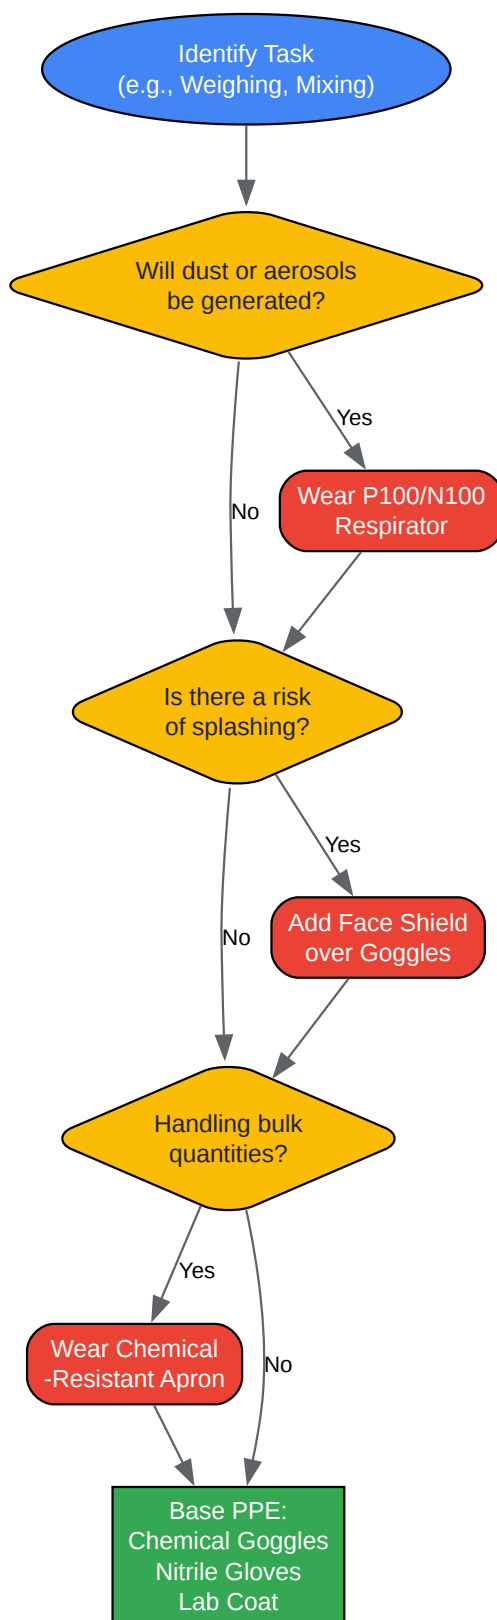 Identify Task
(e.g., Weighing, Mixing)
Will dust or aerosols
be generated?
Yes
Wear P100/N100
Respirator
No
Is there a risk
of splashing?
Yes
Add Face Shield
over Goggles
No
Handling bulk
quantities?
Yes
Wear Chemical
-Resistant Apron
No
Base PPE:
Chemical Goggles
Nitrile Gloves
Lab Coat